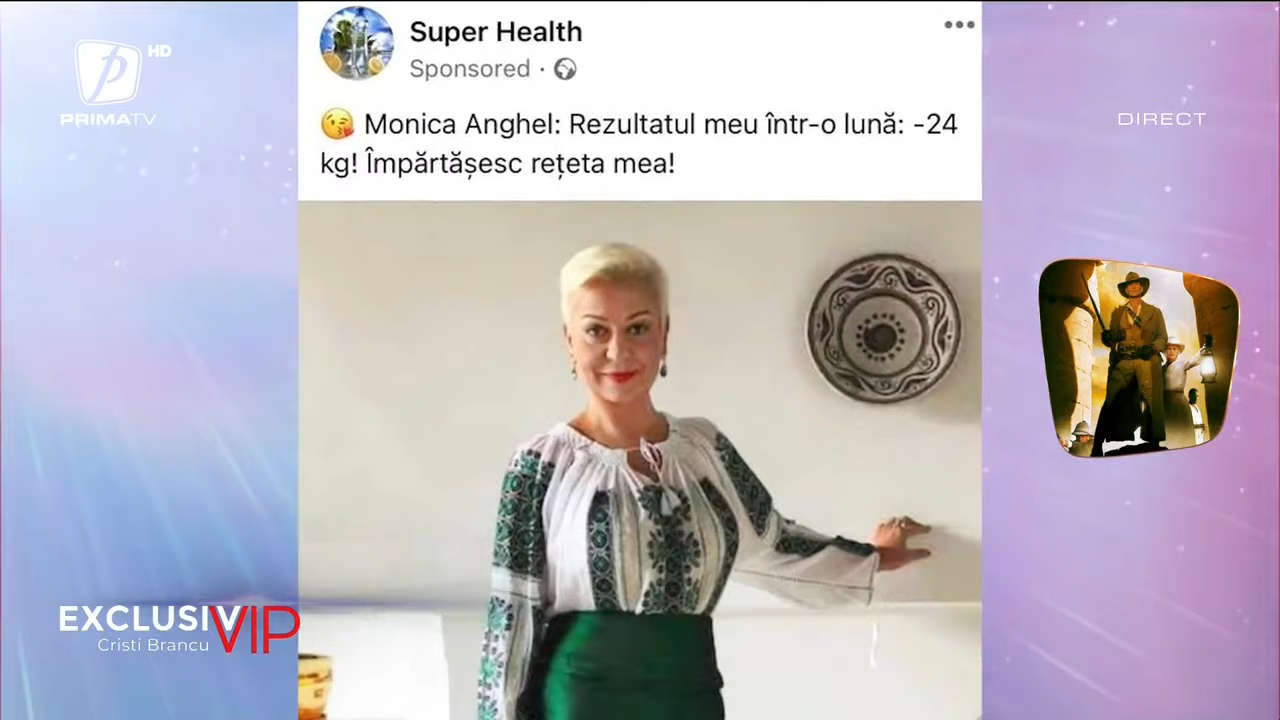 Super Health
Sponsored ·
😘 Monica Anghel: Rezultatul meu într-o lună: -24
kg! Împărtășesc rețeta mea!
p HD
PRIMATV
DIRECT
EXCLUSIV VIP
Cristi Brancu